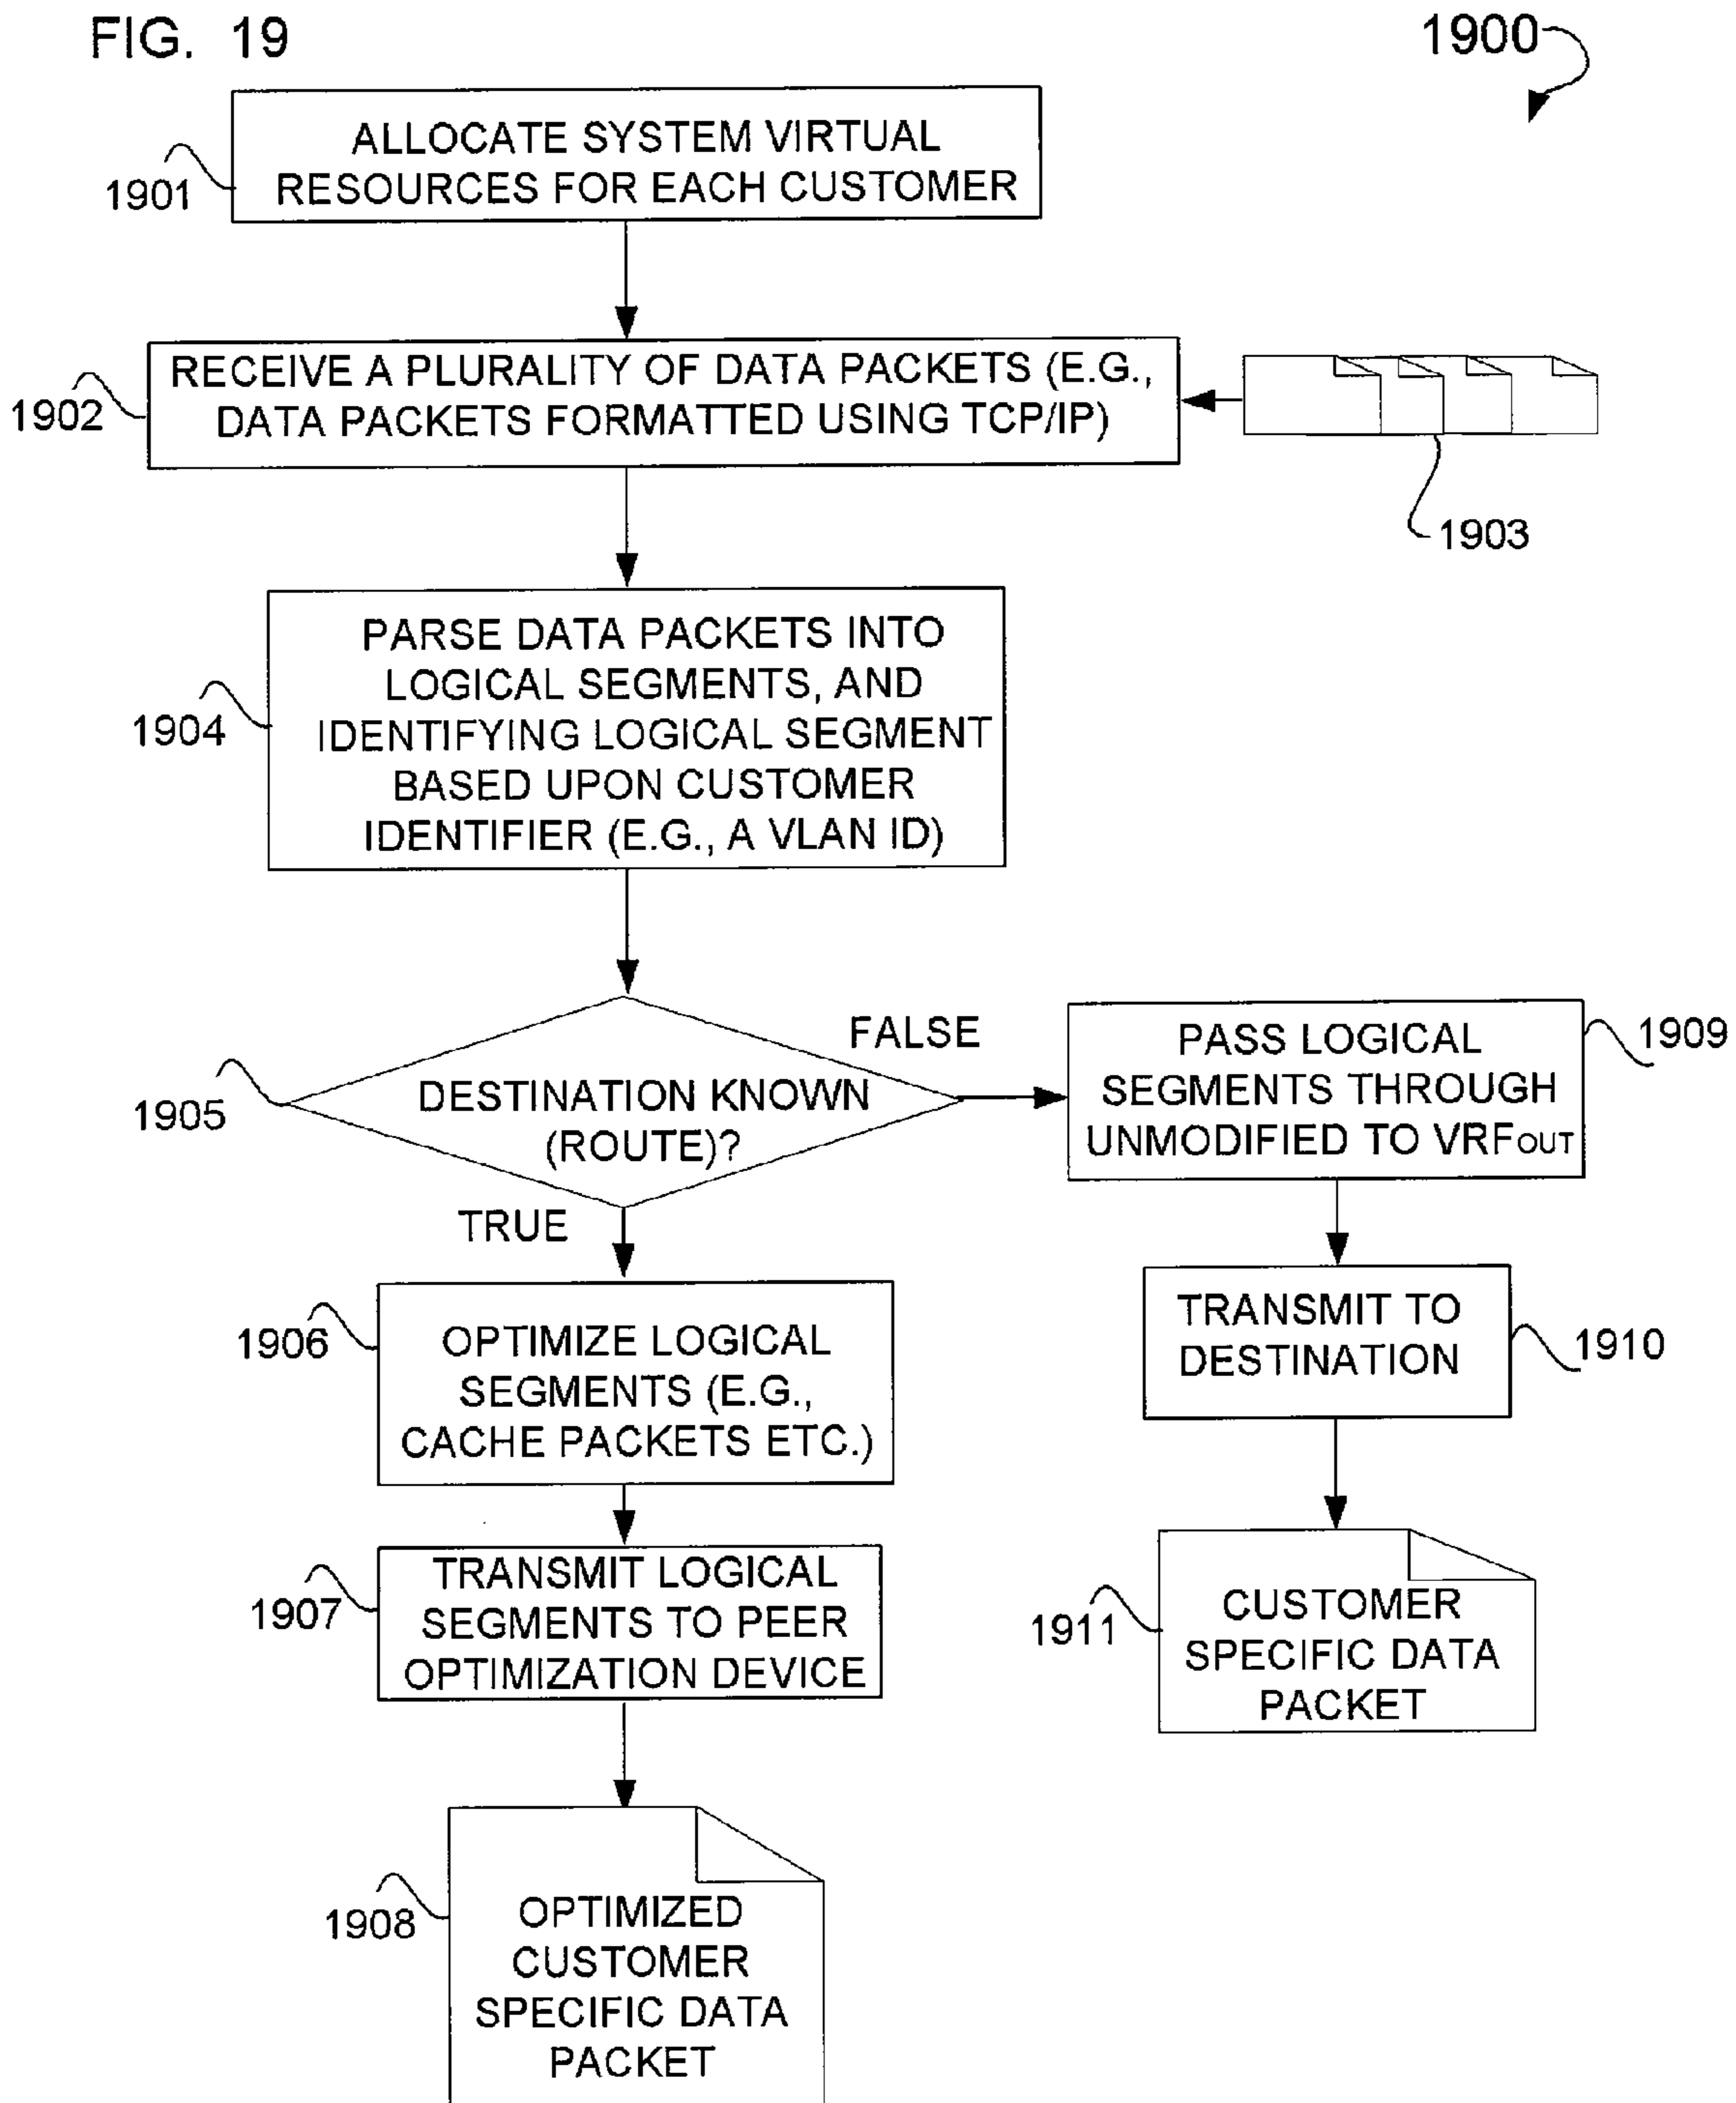 FIG. 19
1900
ALLOCATE SYSTEM VIRTUAL
RESOURCES FOR EACH CUSTOMER
1901
RECEIVE A PLURALITY OF DATA PACKETS (E.G.,
DATA PACKETS FORMATTED USING TCP/IP)
1902
1903
PARSE DATA PACKETS INTO
LOGICAL SEGMENTS, AND
IDENTIFYING LOGICAL SEGMENT
BASED UPON CUSTOMER
IDENTIFIER (E.G., A VLAN ID)
1904
DESTINATION KNOWN
(ROUTE)?
1905
FALSE
TRUE
PASS LOGICAL
SEGMENTS THROUGH
UNMODIFIED TO VRFOUT
1909
OPTIMIZE LOGICAL
SEGMENTS (E.G.,
CACHE PACKETS ETC.)
1906
TRANSMIT TO
DESTINATION
1910
TRANSMIT LOGICAL
SEGMENTS TO PEER
OPTIMIZATION DEVICE
1907
CUSTOMER
SPECIFIC DATA
PACKET
1911
OPTIMIZED
CUSTOMER
SPECIFIC DATA
PACKET
1908